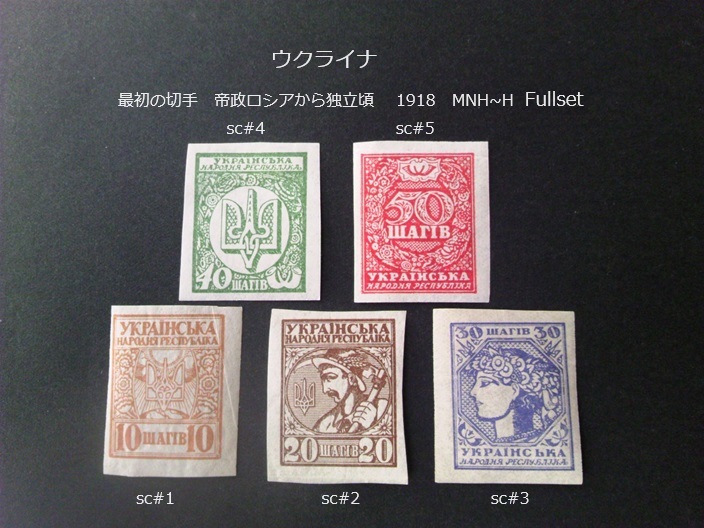 ウクライナ
最初の切手 帝政ロシアから独立頃 1918 MNH~H Fullset
sc#4
sc#5
УКРАЇНСЬКА
НАРОДНЯ РЕСПУБЛІКА
40 ШАГІВ
50
ШАГІВ
УКРАЇНСЬКА
НАРОДНЯ РЕСПУБЛІКА
УКРАЇНСЬКА
НАРОДНЯ РЕСПУБЛІКА
10 ШАГІВ 10
УКРАЇНСЬКА
НАРОДНЯ РЕСПУБЛІКА
20 ШАГІВ 20
30 ШАГІВ 30
УКРАЇНСЬКА
НАРОДНЯ РЕСПУБЛІКА
sc#1
sc#2
sc#3